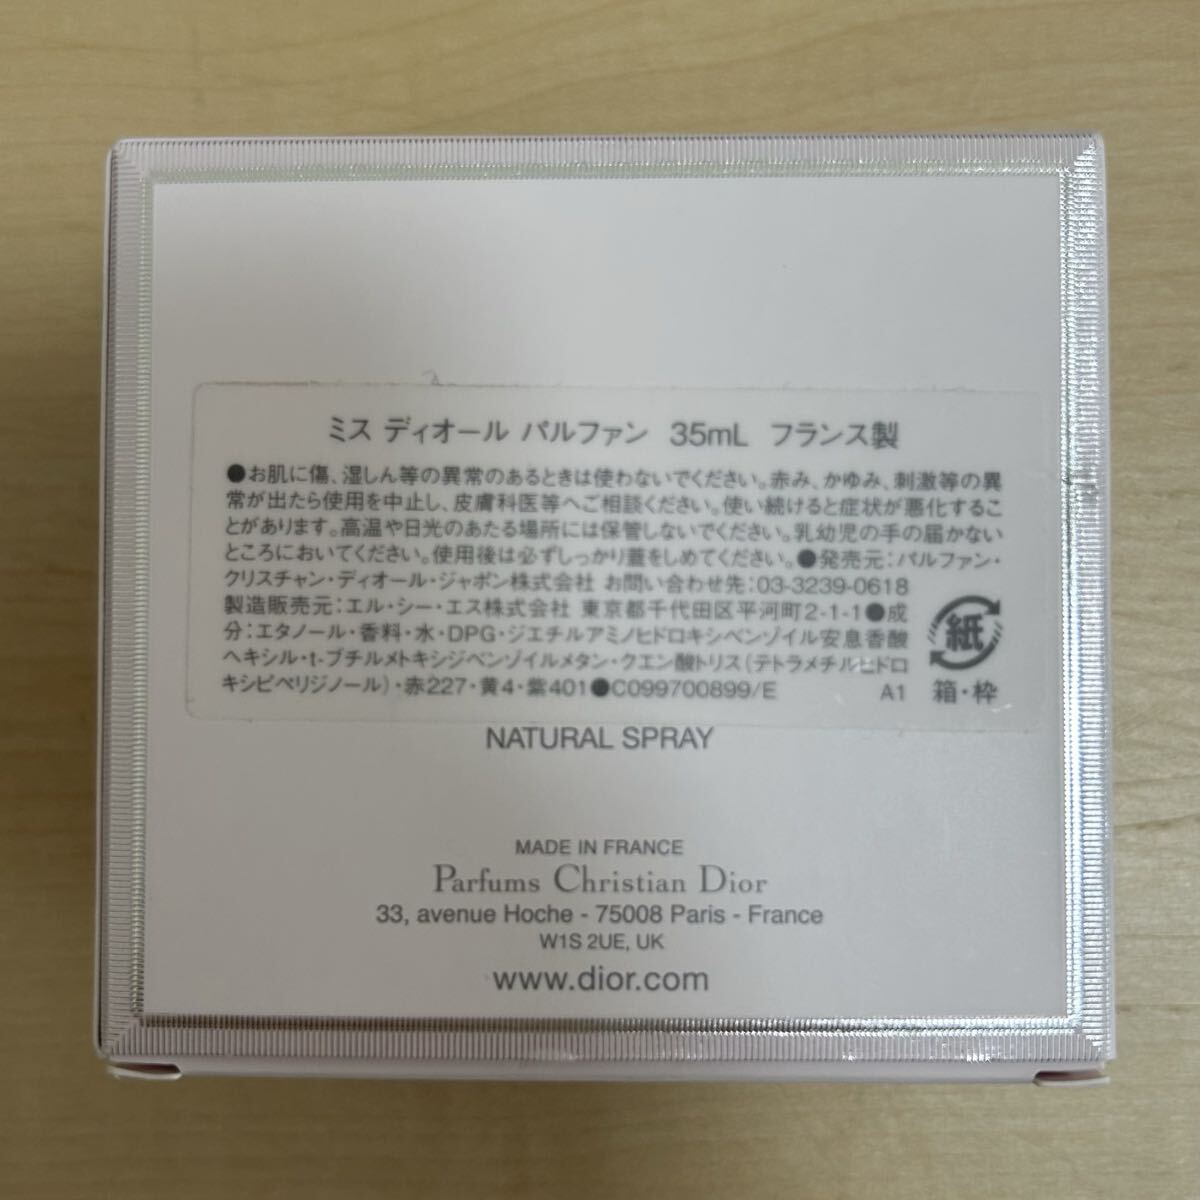 ミス ディオール パルファン 35mL フランス製
●お肌に傷、湿しん等の異常のあるときは使わないでください。赤み、かゆみ、刺激等の異
常が出たら使用を中止し、皮膚科医等へご相談ください。使い続けると症状が悪化するこ
とがあります。高温や日光のあたる場所には保管しないでください。乳幼児の手の届かない
ところにおいてください。使用後は必ずしっかり蓋をしめてください。●発売元：パルファン・
クリスチャン・ディオール・ジャポン株式会社 お問い合わせ先：03-3239-0618
製造販売元：エル・シー・エス株式会社 東京都千代田区平河町2-1-1●成
分：エタノール・香料・水・DPG・ジエチルアミノヒドロキシベンゾイル安息香酸
ヘキシル・t-ブチルメトキシジベンゾイルメタン・クエン酸トリス（テトラメチルヒドロ
キシピペリジノール）・赤227・黄4・紫401●C099700899/E A1
紙
箱・枠
NATURAL SPRAY
MADE IN FRANCE
Parfums Christian Dior
33, avenue Hoche - 75008 Paris - France
W1S 2UE, UK
www.dior.com